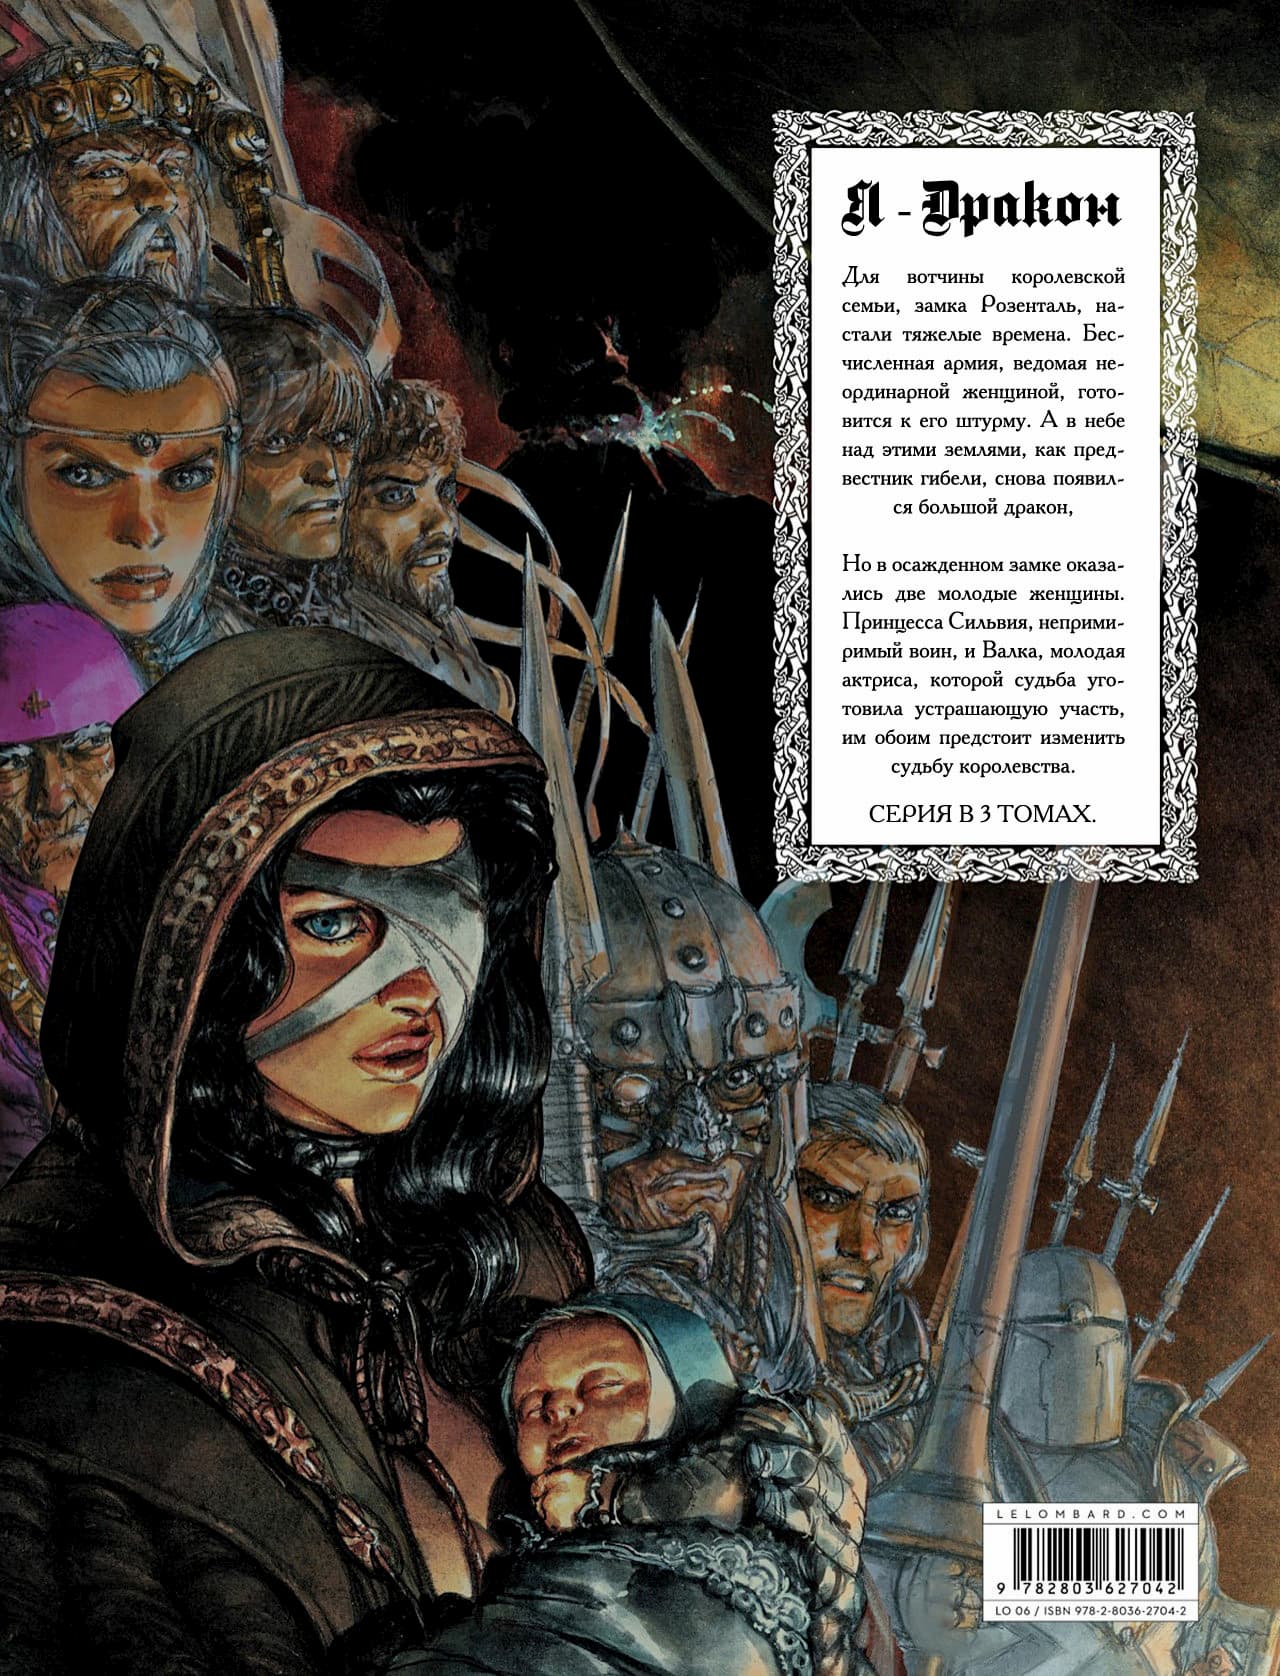 Я - Дракон
Для вотчины королевской
семьи, замка Розенталь, на-
стали тяжелые времена. Бес-
численная армия, ведомая не-
ординарной женщиной, гото-
вится к его штурму. А в небе
над этими землями, как пред-
вестник гибели, снова появил-
ся большой дракон,
Но в осажденном замке оказа-
лись две молодые женщины.
Принцесса Сильвия, неприми-
римый воин, и Валка, молодая
актриса, которой судьба уго-
товила устрашающую участь,
им обоим предстоит изменить
судьбу королевства.
СЕРИЯ В 3 ТОМАХ.
LELOMBARD.COM
9 782803 627042
LO 06 / ISBN 978-2-8036-2704-2